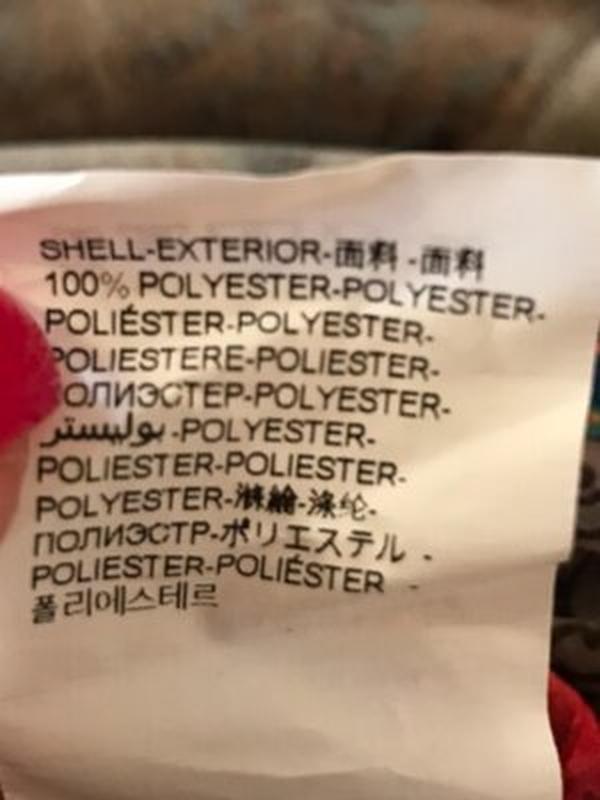 SHELL-EXTERIOR-面料 -面料
100% POLYESTER-POLYESTER-
POLIÉSTER-POLYESTER-
POLIESTERE-POLIESTER-
ОЛИЭСТЕР-POLYESTER-
بوليستر -POLYESTER-
POLIESTER-POLIESTER-
POLYESTER-滌綸-涤纶-
ПОЛИЭСТР-ポリエステル -
POLIESTER-POLIÉSTER -
폴리에스테르